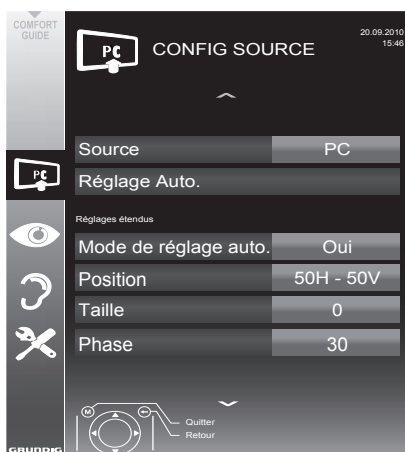 COMFORT
GUIDE
PC
CONFIG SOURCE
20.09.2010
15:46
Source PC
Réglage Auto.
PC
Réglages étendus
Mode de réglage auto. Oui
Position 50H - 50V
Taille 0
Phase 30
M
Quitter
Retour
GRUNDIG